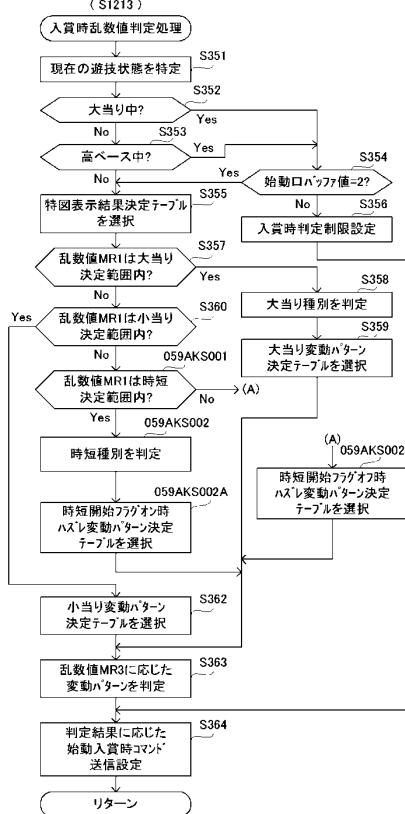 ( S1213 )
入賞時乱数値判定処理
S351
現在の遊技状態を特定
S352
大当り中?
Yes
No
S353
高ベース中?
Yes
No
S354
始動口バッファ値=2?
Yes
No
S355
特図表示結果決定テーブル
を選択
S356
入賞時判定制限設定
S357
乱数値MR1は大当り
決定範囲内?
Yes
No
S358
大当り種別を判定
S360
乱数値MR1は小当り
決定範囲内?
Yes
No
S359
大当り変動パターン
決定テーブルを選択
059AKS001
乱数値MR1は時短
決定範囲内?
No
(A)
Yes
059AKS002
時短種別を判定
(A)
059AKS002
時短開始フラグオフ時
ハズレ変動パターン決定
テーブルを選択
059AKS002A
時短開始フラグオン時
ハズレ変動パターン決定
テーブルを選択
S362
小当り変動パターン
決定テーブルを選択
S363
乱数値MR3に応じた
変動パターンを判定
S364
判定結果に応じた
始動入賞時コマンド
送信設定
リターン